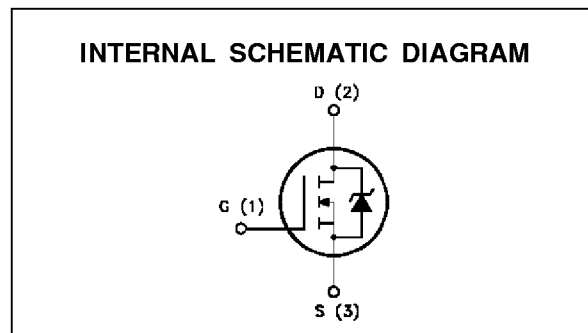 INTERNAL SCHEMATIC DIAGRAM
D (2)
G (1)
S (3)